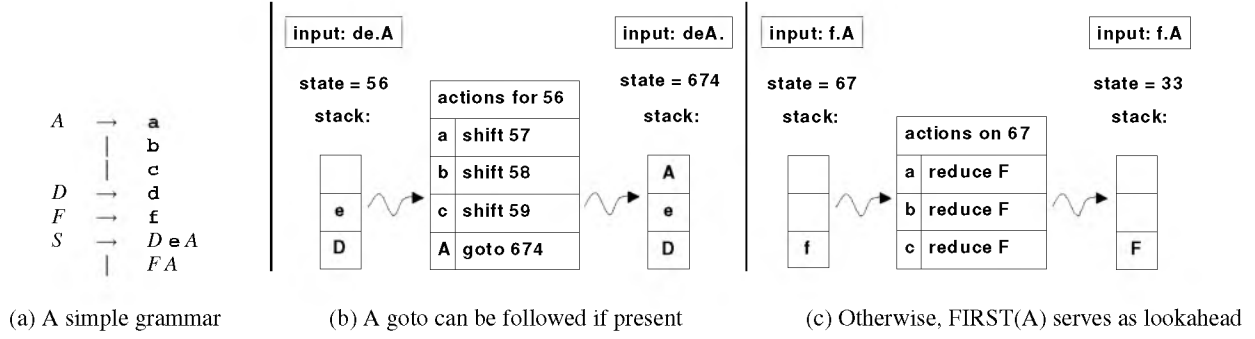 A → a
| b
| c
D → d
F → f
S → D e A
| F A
(a) A simple grammar
input: de.A
state = 56
stack:
e
D
actions for 56
a shift 57
b shift 58
c shift 59
A goto 674
input: deA.
state = 674
stack:
A
e
D
(b) A goto can be followed if present
input: f.A
state = 67
stack:
f
actions on 67
a reduce F
b reduce F
c reduce F
input: f.A
state = 33
stack:
F
(c) Otherwise, FIRST(A) serves as lookahead